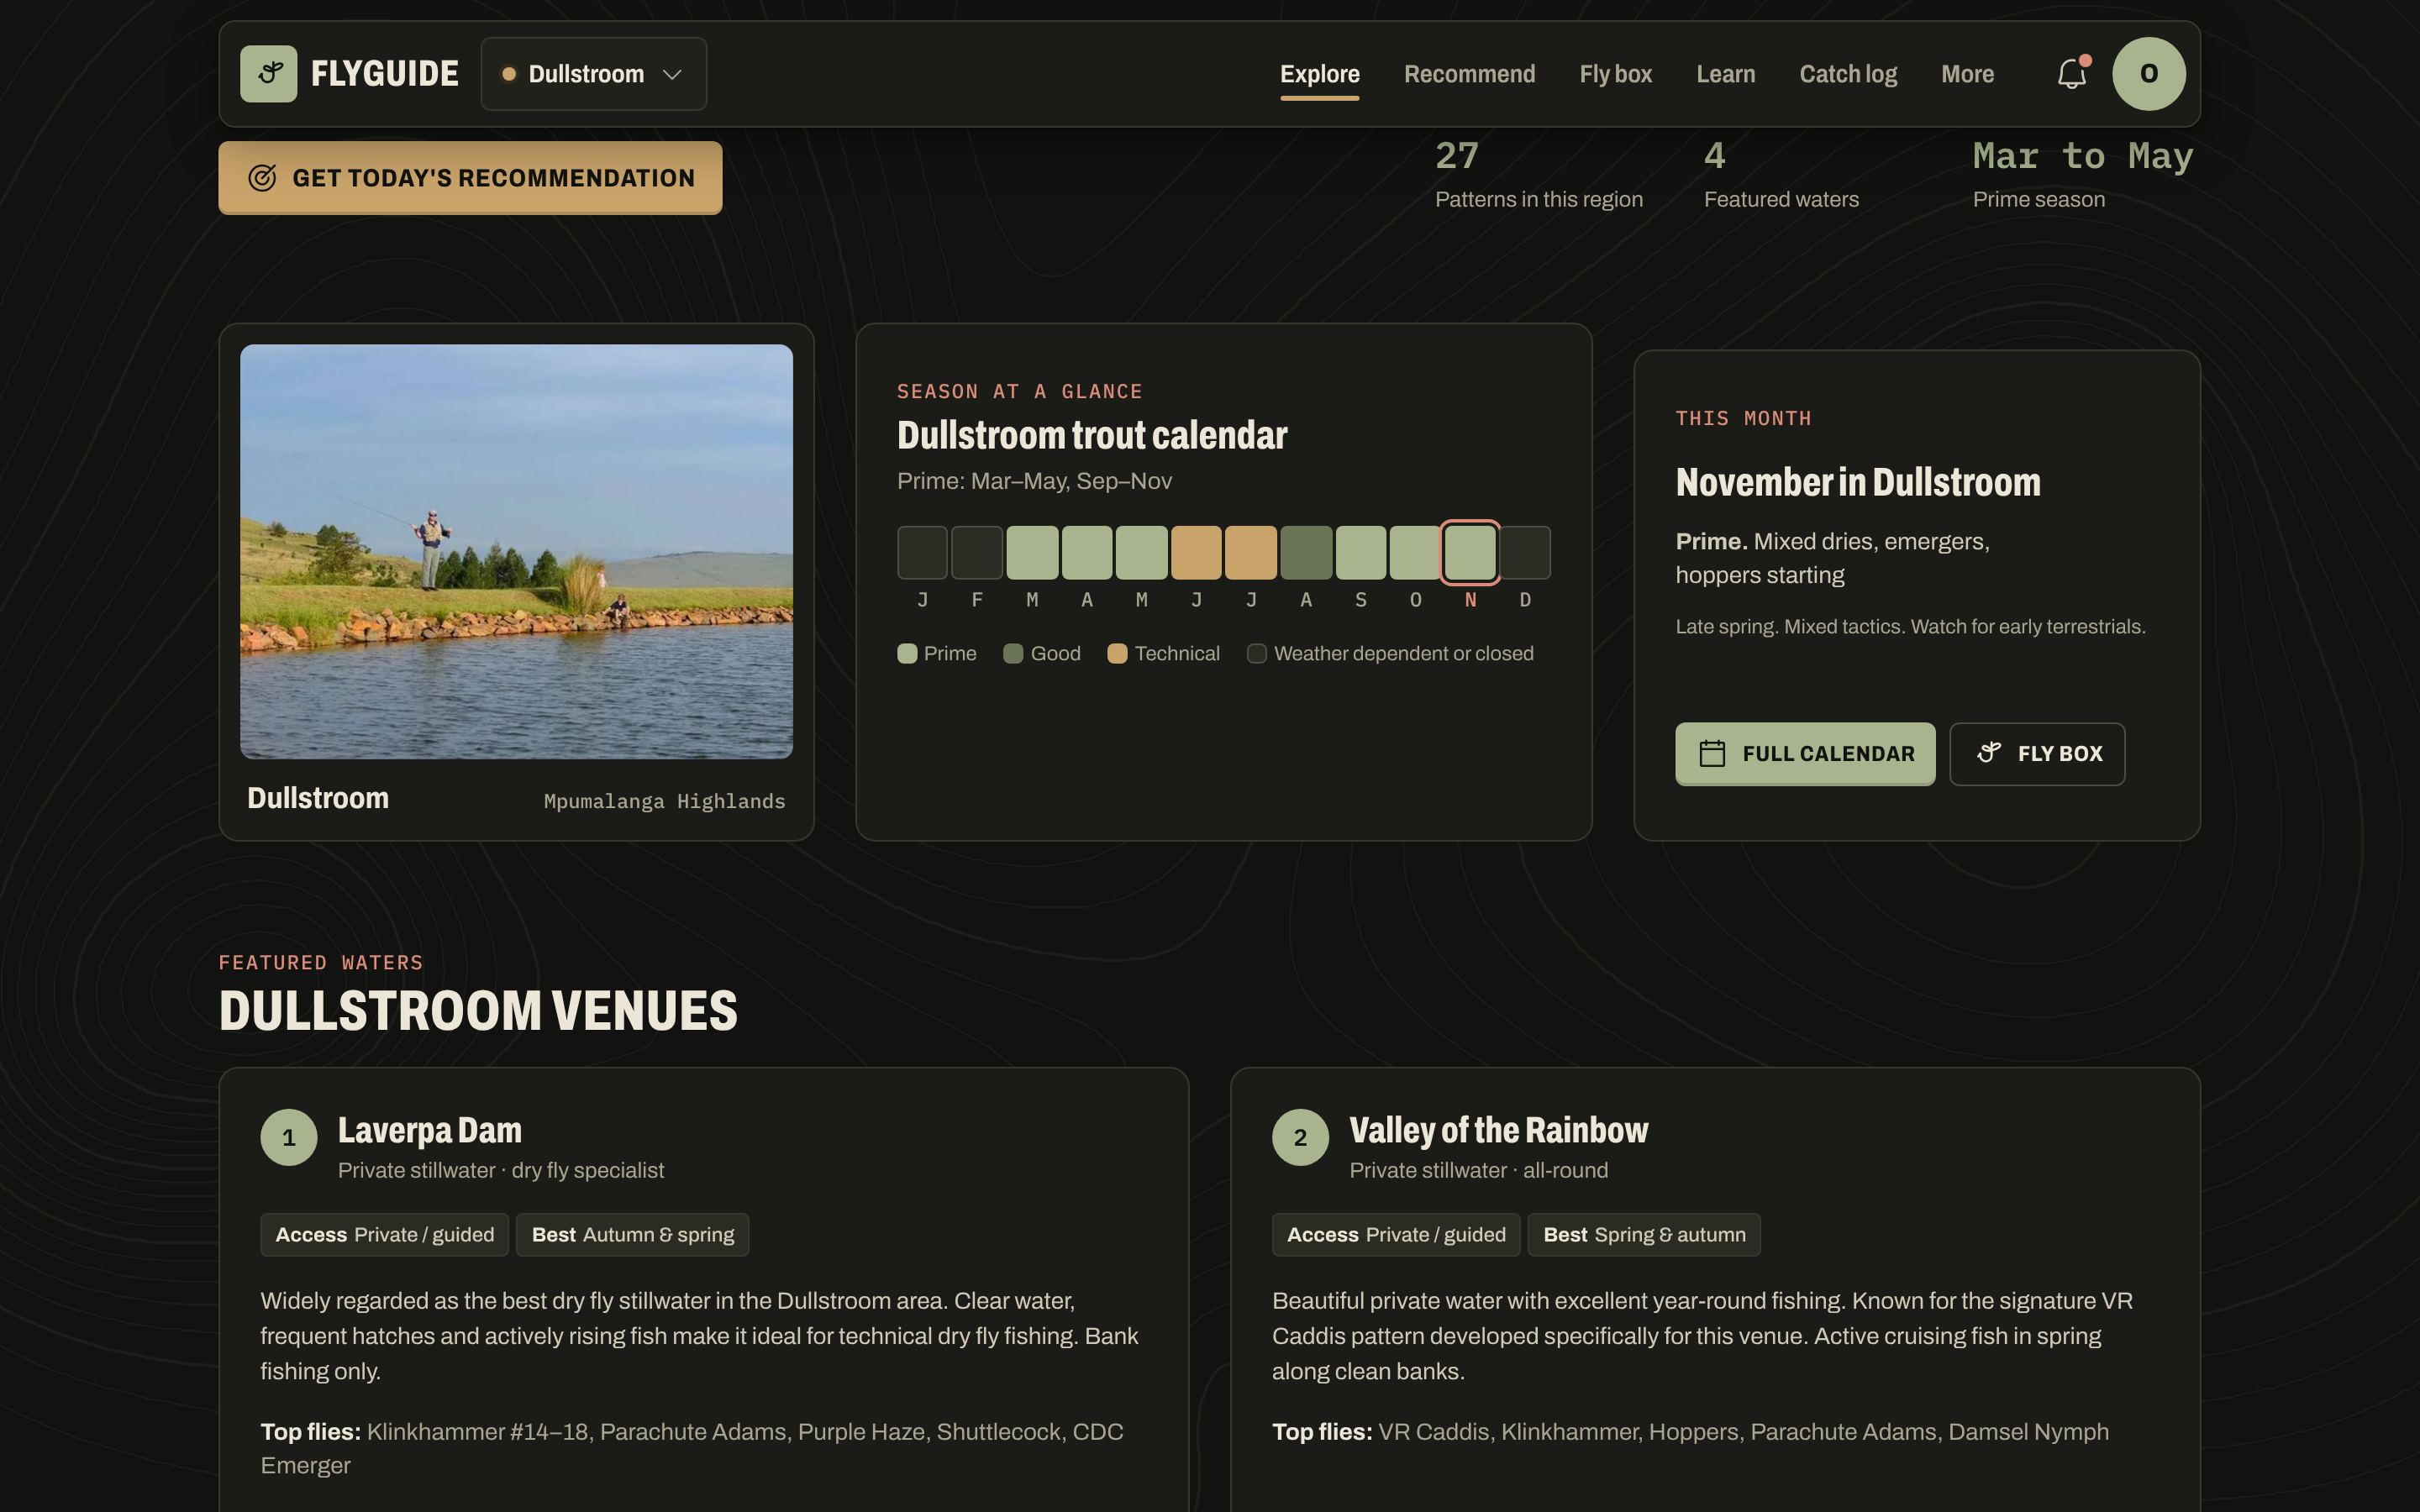 FLYGUIDE
Dullstroom
Explore
Recommend
Fly box
Learn
Catch log
More
O
GET TODAY'S RECOMMENDATION
27
Patterns in this region
4
Featured waters
Mar to May
Prime season
Dullstroom
Mpumalanga Highlands
SEASON AT A GLANCE
Dullstroom trout calendar
Prime: Mar–May, Sep–Nov
J F M A M J J A S O N D
Prime
Good
Technical
Weather dependent or closed
THIS MONTH
November in Dullstroom
Prime. Mixed dries, emergers,
hoppers starting
Late spring. Mixed tactics. Watch for early terrestrials.
FULL CALENDAR
FLY BOX
FEATURED WATERS
DULLSTROOM VENUES
1
Laverpa Dam
Private stillwater · dry fly specialist
Access Private / guided
Best Autumn & spring
Widely regarded as the best dry fly stillwater in the Dullstroom area. Clear water,
frequent hatches and actively rising fish make it ideal for technical dry fly fishing. Bank
fishing only.
Top flies: Klinkhammer #14–18, Parachute Adams, Purple Haze, Shuttlecock, CDC
Emerger
2
Valley of the Rainbow
Private stillwater · all-round
Access Private / guided
Best Spring & autumn
Beautiful private water with excellent year-round fishing. Known for the signature VR
Caddis pattern developed specifically for this venue. Active cruising fish in spring
along clean banks.
Top flies: VR Caddis, Klinkhammer, Hoppers, Parachute Adams, Damsel Nymph